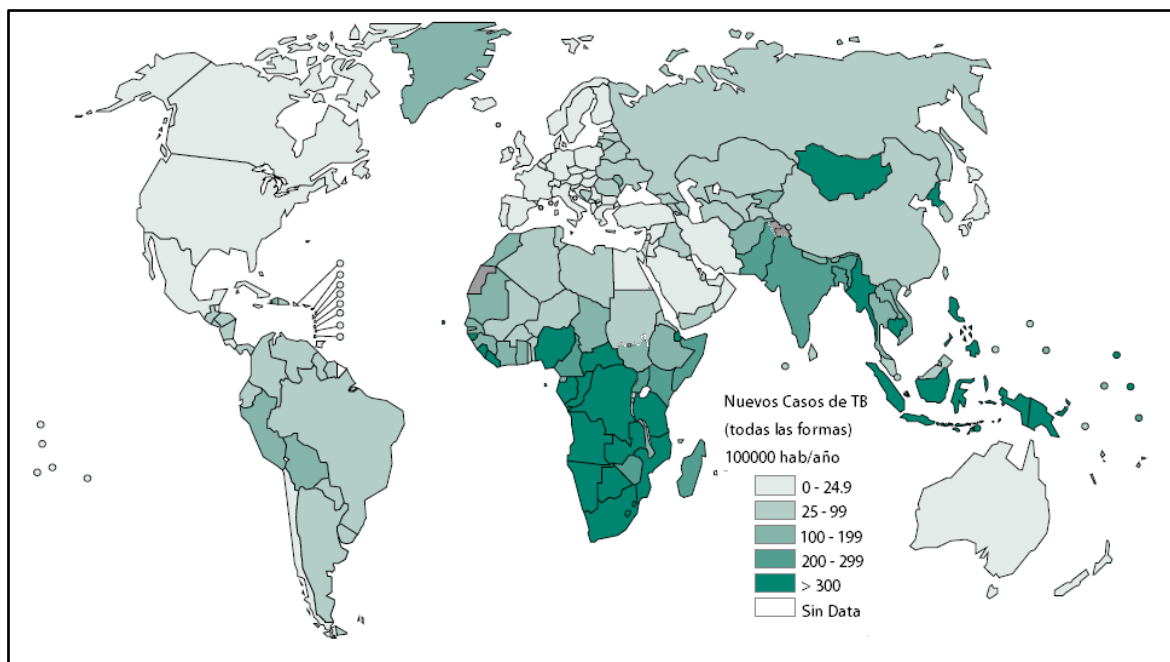 Nuevos Casos de TB
(todas las formas)
100000 hab/año
0 - 24.9
25 - 99
100 - 199
200 - 299
> 300
Sin Data